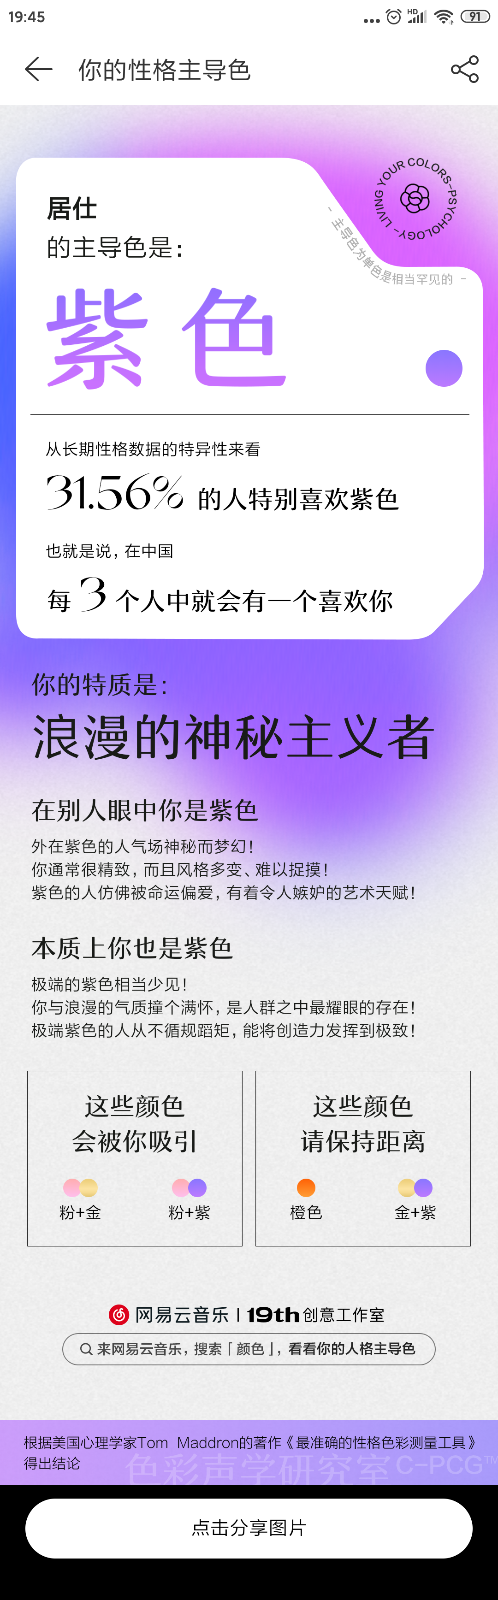 19:45
HD
91
你的性格主导色
LIVING YOUR COLORS-PSYCHOLOGY-
- 主导色为单色是相当罕见的 -
居仕
的主导色是：
紫色
从长期性格数据的特异性来看
31.56% 的人特别喜欢紫色
也就是说，在中国
每 3 个人中就会有一个喜欢你
你的特质是：
浪漫的神秘主义者
在别人眼中你是紫色
外在紫色的人气场神秘而梦幻！
你通常很精致，而且风格多变、难以捉摸！
紫色的人仿佛被命运偏爱，有着令人嫉妒的艺术天赋！
本质上你也是紫色
极端的紫色相当少见！
你与浪漫的气质撞个满怀，是人群之中最耀眼的存在！
极端紫色的人从不循规蹈矩，能将创造力发挥到极致！
这些颜色
会被你吸引
粉+金
粉+紫
这些颜色
请保持距离
橙色
金+紫
网易云音乐 | 19th创意工作室
来网易云音乐，搜索「颜色」，看看你的人格主导色
根据美国心理学家Tom Maddron的著作《最准确的性格色彩测量工具》
得出结论
色彩声学研究室 C-PCG™
点击分享图片